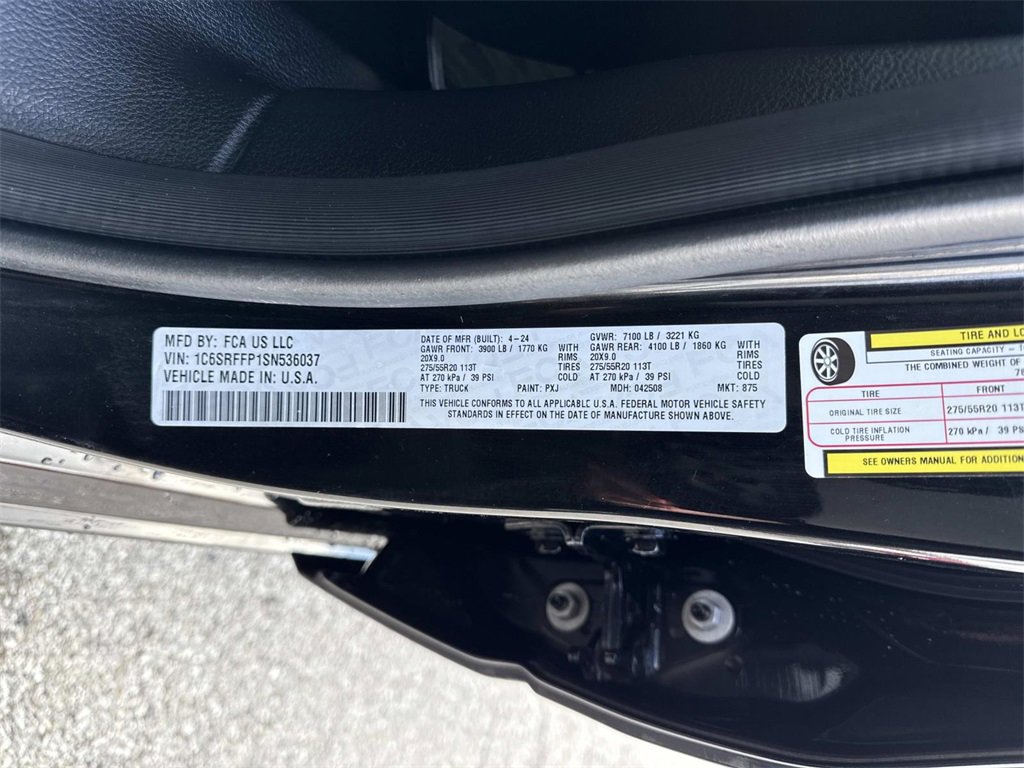 MFD BY: FCA US LLC
VIN: 1C6SRFFP1SN536037
VEHICLE MADE IN: U.S.A.
DATE OF MFR (BUILT): 4-24
GAWR FRONT: 3900 LB / 1770 KG WITH
20X9.0 RIMS
275/55R20 113T TIRES
AT 270 kPa / 39 PSI COLD
TYPE: TRUCK PAINT: PXJ
GVWR: 7100 LB / 3221 KG
GAWR REAR: 4100 LB / 1860 KG WITH
20X9.0 RIMS
275/55R20 113T TIRES
AT 270 kPa / 39 PSI COLD
MDH: 042508 MKT: 875
THIS VEHICLE CONFORMS TO ALL APPLICABLE U.S.A. FEDERAL MOTOR VEHICLE SAFETY
STANDARDS IN EFFECT ON THE DATE OF MANUFACTURE SHOWN ABOVE.
TIRE AND
SEATING CAPACITY -
THE COMBINED WEIGHT OF
TIRE FRONT
ORIGINAL TIRE SIZE 275/55R20 113T
COLD TIRE INFLATION
PRESSURE 270 kPa / 39
SEE OWNERS MANUAL FOR